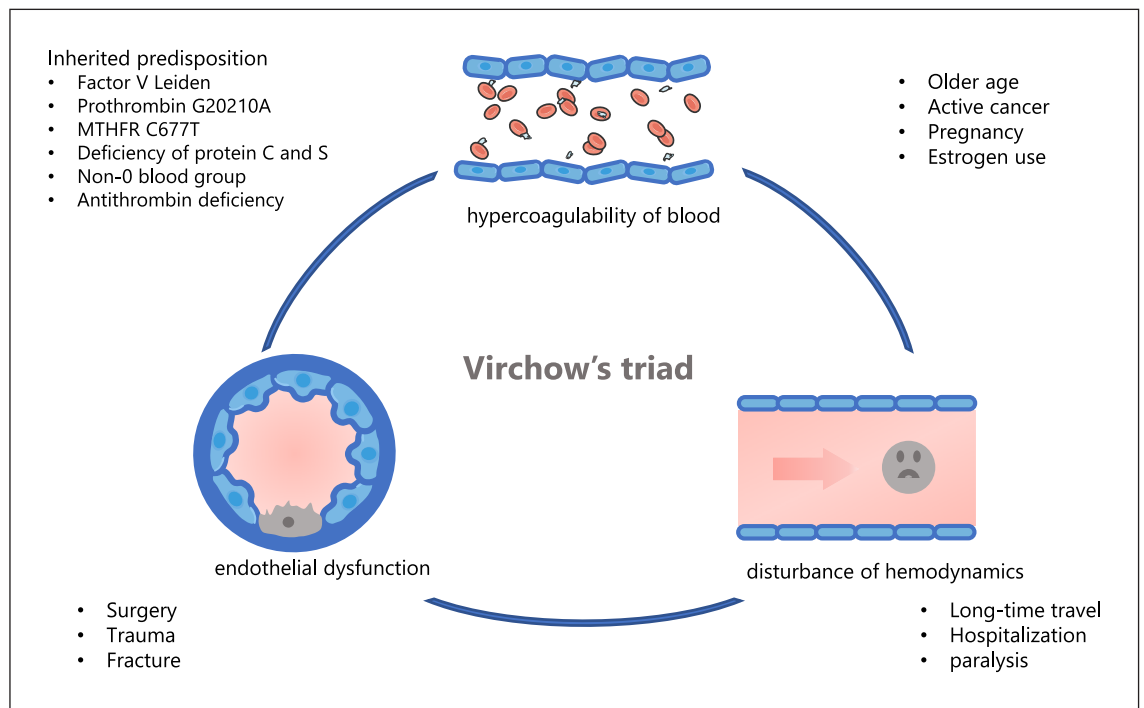 Inherited predisposition
• Factor V Leiden
• Prothrombin G20210A
• MTHFR C677T
• Deficiency of protein C and S
• Non-0 blood group
• Antithrombin deficiency
• Older age
• Active cancer
• Pregnancy
• Estrogen use
hypercoagulability of blood
Virchow's triad
endothelial dysfunction
• Surgery
• Trauma
• Fracture
disturbance of hemodynamics
• Long-time travel
• Hospitalization
• paralysis